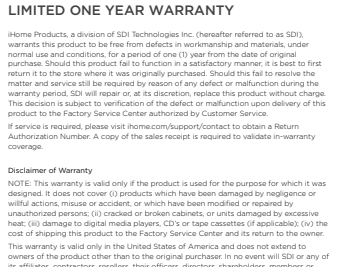 LIMITED ONE YEAR WARRANTY
iHome Products, a division of SDI Technologies Inc. (hereafter referred to as SDI),
warrants this product to be free from defects in workmanship and materials, under
normal use and conditions, for a period of one (1) year from the date of original
purchase. Should this product fail to function in a satisfactory manner, it is best to first
return it to the store where it was originally purchased. Should this fail to resolve the
matter and service still be required by reason of any defect or malfunction during the
warranty period, SDI will repair or, at its discretion, replace this product without charge.
This decision is subject to verification of the defect or malfunction upon delivery of this
product to the Factory Service Center authorized by Customer Service.
If service is required, please visit ihome.com/support/contact to obtain a Return
Authorization Number. A copy of the sales receipt is required to validate in-warranty
coverage.
Disclaimer of Warranty
NOTE: This warranty is valid only if the product is used for the purpose for which it was
designed. It does not cover (i) products which have been damaged by negligence or
willful actions, misuse or accident, or which have been modified or repaired by
unauthorized persons; (ii) cracked or broken cabinets, or units damaged by excessive
heat; (iii) damage to digital media players, CD's or tape cassettes (if applicable); (iv) the
cost of shipping this product to the Factory Service Center and its return to the owner.
This warranty is valid only in the United States of America and does not extend to
owners of the product other than to the original purchaser. In no event will SDI or any of
its affiliates, contractors, resellers, their officers, directors, shareholders, members or